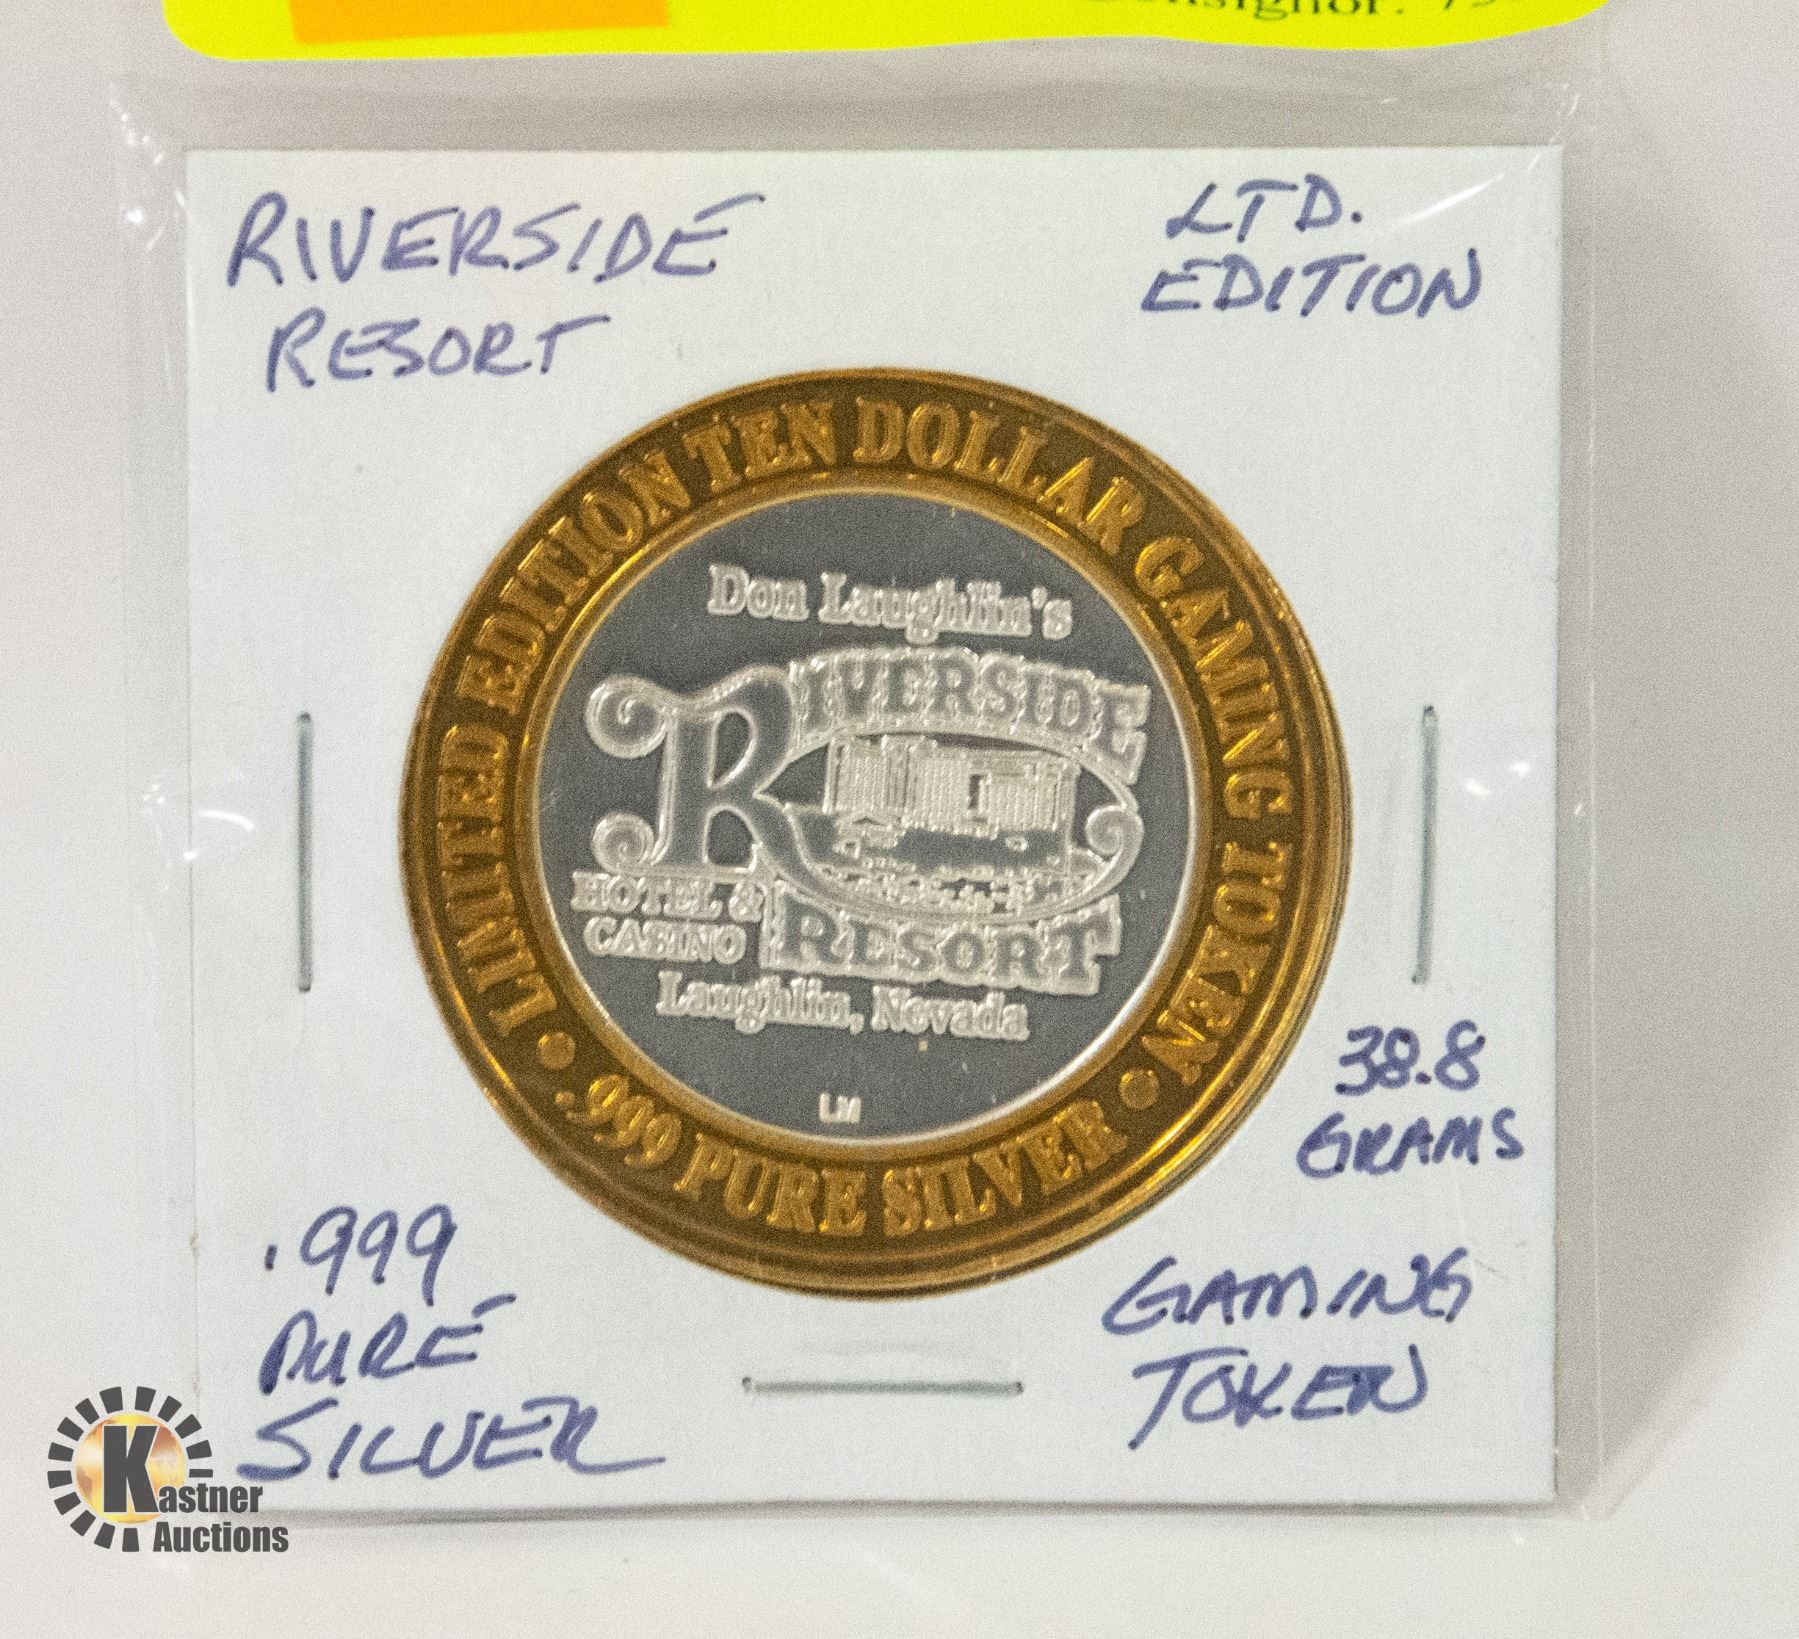 Consignor:
RIVERSIDE
RESORT
LTD.
EDITION
LIMITED EDITION TEN DOLLAR GAMING TOKEN
Don Laughlin's
RIVERSIDE
HOTEL &
CASINO
RESORT
Laughlin, Nevada
LM
.999 PURE SILVER
38.8
GRAMS
.999
PURE
SILVER
GAMING
TOKEN
Kastner
Auctions